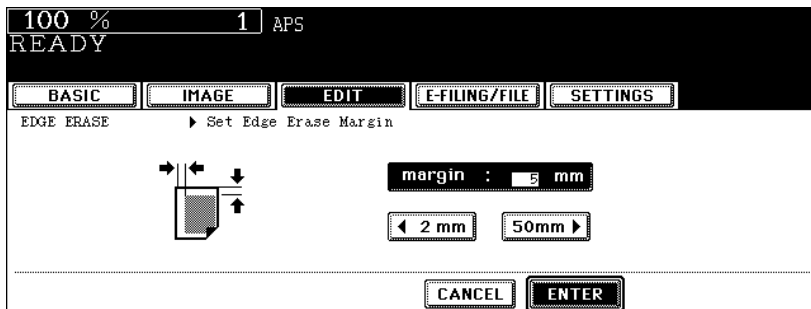 100 % 1 APS
READY
BASIC IMAGE EDIT E-FILING/FILE SETTINGS
EDGE ERASE ▶ Set Edge Erase Margin
margin : 5 mm
◀ 2 mm 50mm ▶
CANCEL ENTER